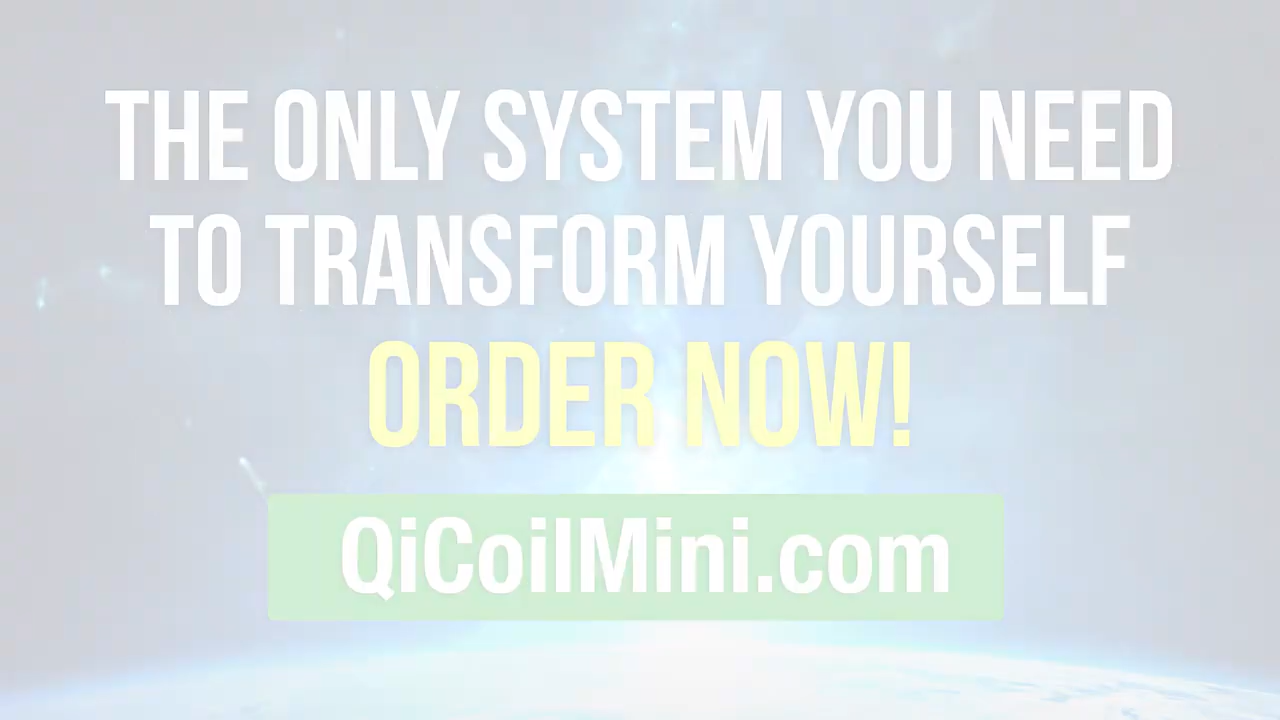 THE ONLY SYSTEM YOU NEED
TO TRANSFORM YOURSELF
ORDER NOW!
QiCoilMini.com